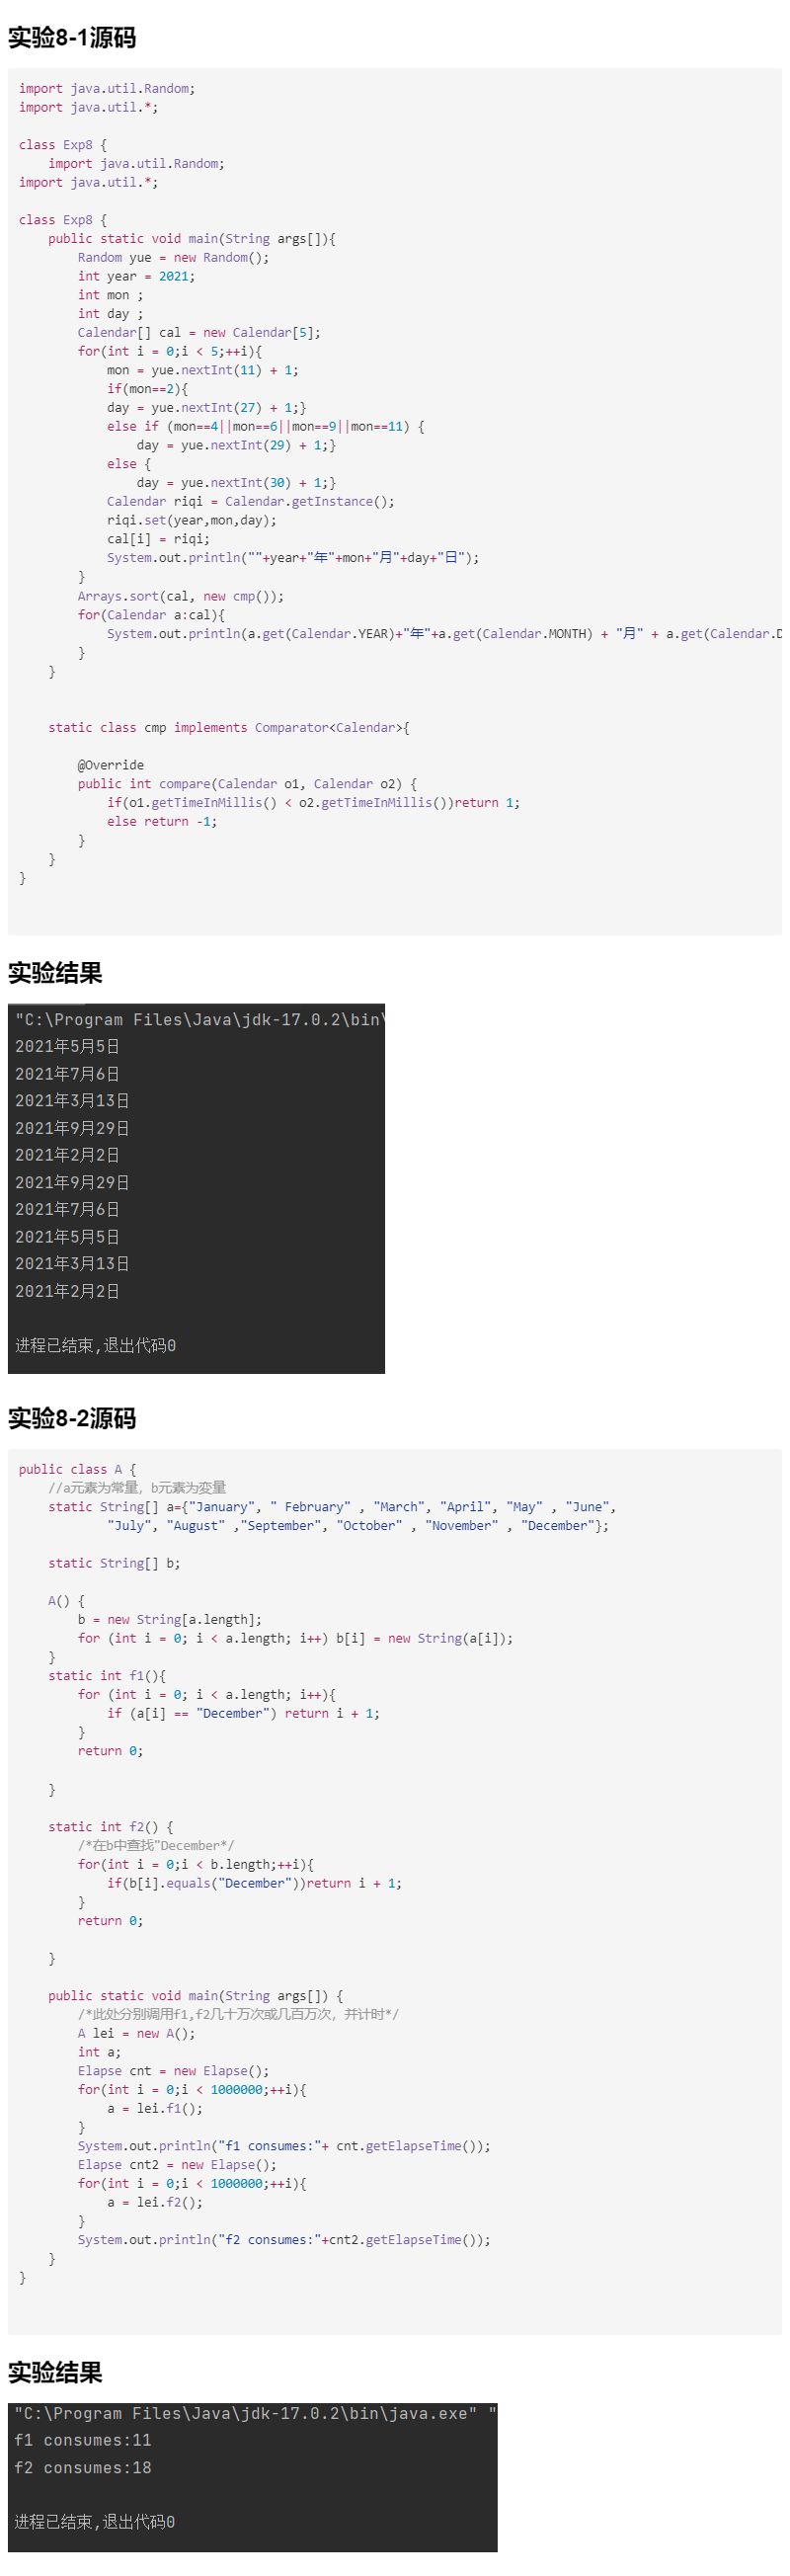 实验8-1源码
import java.util.Random;
import java.util.*;
class Exp8 {
    import java.util.Random;
import java.util.*;
class Exp8 {
    public static void main(String args[]){
        Random yue = new Random();
        int year = 2021;
        int mon ;
        int day ;
        Calendar[] cal = new Calendar[5];
        for(int i = 0;i < 5;++i){
            mon = yue.nextInt(11) + 1;
            if(mon==2){
            day = yue.nextInt(27) + 1;}
            else if (mon==4||mon==6||mon==9||mon==11) {
                day = yue.nextInt(29) + 1;}
            else {
                day = yue.nextInt(30) + 1;}
            Calendar riqi = Calendar.getInstance();
            riqi.set(year,mon,day);
            cal[i] = riqi;
            System.out.println(""+year+"年"+mon+"月"+day+"日");
        }
        Arrays.sort(cal, new cmp());
        for(Calendar a:cal){
            System.out.println(a.get(Calendar.YEAR)+"年"+a.get(Calendar.MONTH) + "月" + a.get(Calendar.D
        }
    }
    static class cmp implements Comparator<Calendar>{
        @Override
        public int compare(Calendar o1, Calendar o2) {
            if(o1.getTimeInMillis() < o2.getTimeInMillis())return 1;
            else return -1;
        }
    }
}
实验结果
"C:\Program Files\Java\jdk-17.0.2\bin\
2021年5月5日
2021年7月6日
2021年3月13日
2021年9月29日
2021年2月2日
2021年9月29日
2021年7月6日
2021年5月5日
2021年3月13日
2021年2月2日
进程已结束,退出代码0
实验8-2源码
public class A {
    //a元素为常量，b元素为变量
    static String[] a={"January", " February" , "March", "April", "May" , "June",
            "July", "August" ,"September", "October" , "November" , "December"};
    static String[] b;
    A() {
        b = new String[a.length];
        for (int i = 0; i < a.length; i++) b[i] = new String(a[i]);
    }
    static int f1(){
        for (int i = 0; i < a.length; i++){
            if (a[i] == "December") return i + 1;
        }
        return 0;
    }
    static int f2() {
        /*在b中查找"December*/
        for(int i = 0;i < b.length;++i){
            if(b[i].equals("December"))return i + 1;
        }
        return 0;
    }
    public static void main(String args[]) {
        /*此处分别调用f1,f2几十万次或几百万次，并计时*/
        A lei = new A();
        int a;
        Elapse cnt = new Elapse();
        for(int i = 0;i < 1000000;++i){
            a = lei.f1();
        }
        System.out.println("f1 consumes:"+ cnt.getElapseTime());
        Elapse cnt2 = new Elapse();
        for(int i = 0;i < 1000000;++i){
            a = lei.f2();
        }
        System.out.println("f2 consumes:"+cnt2.getElapseTime());
    }
}
实验结果
"C:\Program Files\Java\jdk-17.0.2\bin\java.exe" "
f1 consumes:11
f2 consumes:18
进程已结束,退出代码0